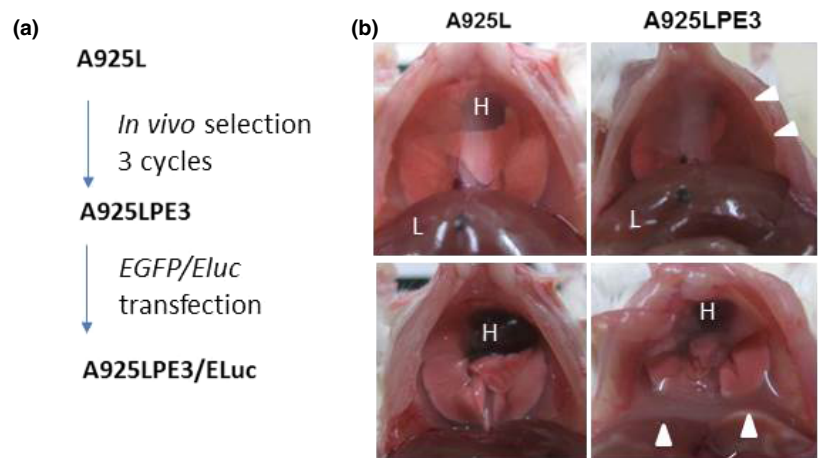 (a)
A925L
In vivo selection
3 cycles
A925LPE3
EGFP/Eluc
transfection
A925LPE3/ELuc
(b)
A925L
A925LPE3
H
L
L
H
H